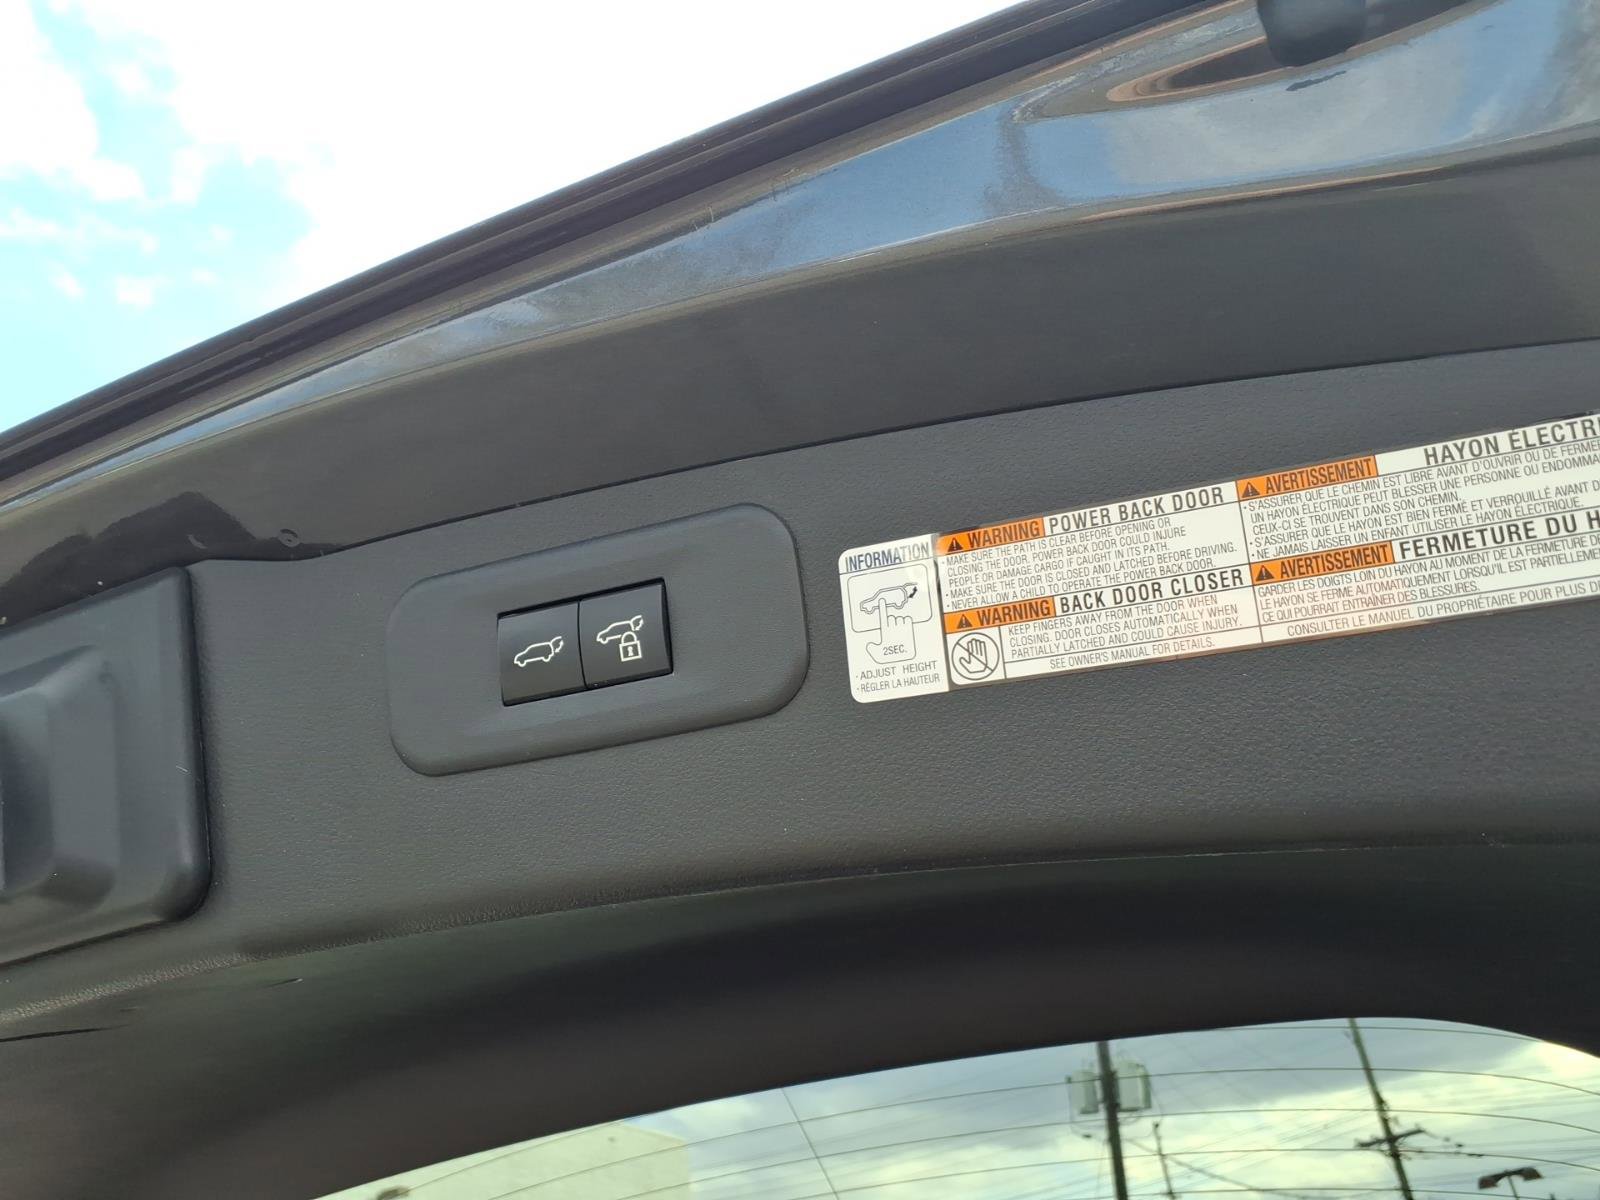 INFORMATION
2SEC.
· ADJUST HEIGHT
· RÉGLER LA HAUTEUR
WARNING POWER BACK DOOR
· MAKE SURE THE PATH IS CLEAR BEFORE OPENING OR
CLOSING THE DOOR. POWER BACK DOOR COULD INJURE
PEOPLE OR DAMAGE CARGO IF CAUGHT IN ITS PATH.
· MAKE SURE THE DOOR IS CLOSED AND LATCHED BEFORE DRIVING.
· NEVER ALLOW A CHILD TO OPERATE THE POWER BACK DOOR.
WARNING BACK DOOR CLOSER
KEEP FINGERS AWAY FROM THE DOOR WHEN
CLOSING. DOOR CLOSES AUTOMATICALLY WHEN
PARTIALLY LATCHED AND COULD CAUSE INJURY.
SEE OWNER'S MANUAL FOR DETAILS.
AVERTISSEMENT HAYON ÉLECTRI
· S'ASSURER QUE LE CHEMIN EST LIBRE AVANT D'OUVRIR OU DE FERMER
UN HAYON ÉLECTRIQUE PEUT BLESSER UNE PERSONNE OU ENDOMMA
CEUX-CI SE TROUVENT DANS SON CHEMIN.
· S'ASSURER QUE LE HAYON EST BIEN FERMÉ ET VERROUILLÉ AVANT D
· NE JAMAIS LAISSER UN ENFANT UTILISER LE HAYON ÉLECTRIQUE.
AVERTISSEMENT FERMETURE DU H
GARDER LES DOIGTS LOIN DU HAYON AU MOMENT DE LA FERMETURE DE
LE HAYON SE FERME AUTOMATIQUEMENT LORSQU'IL EST PARTIELLEMEN
CE QUI POURRAIT ENTRAÎNER DES BLESSURES.
CONSULTER LE MANUEL DU PROPRIÉTAIRE POUR PLUS DE